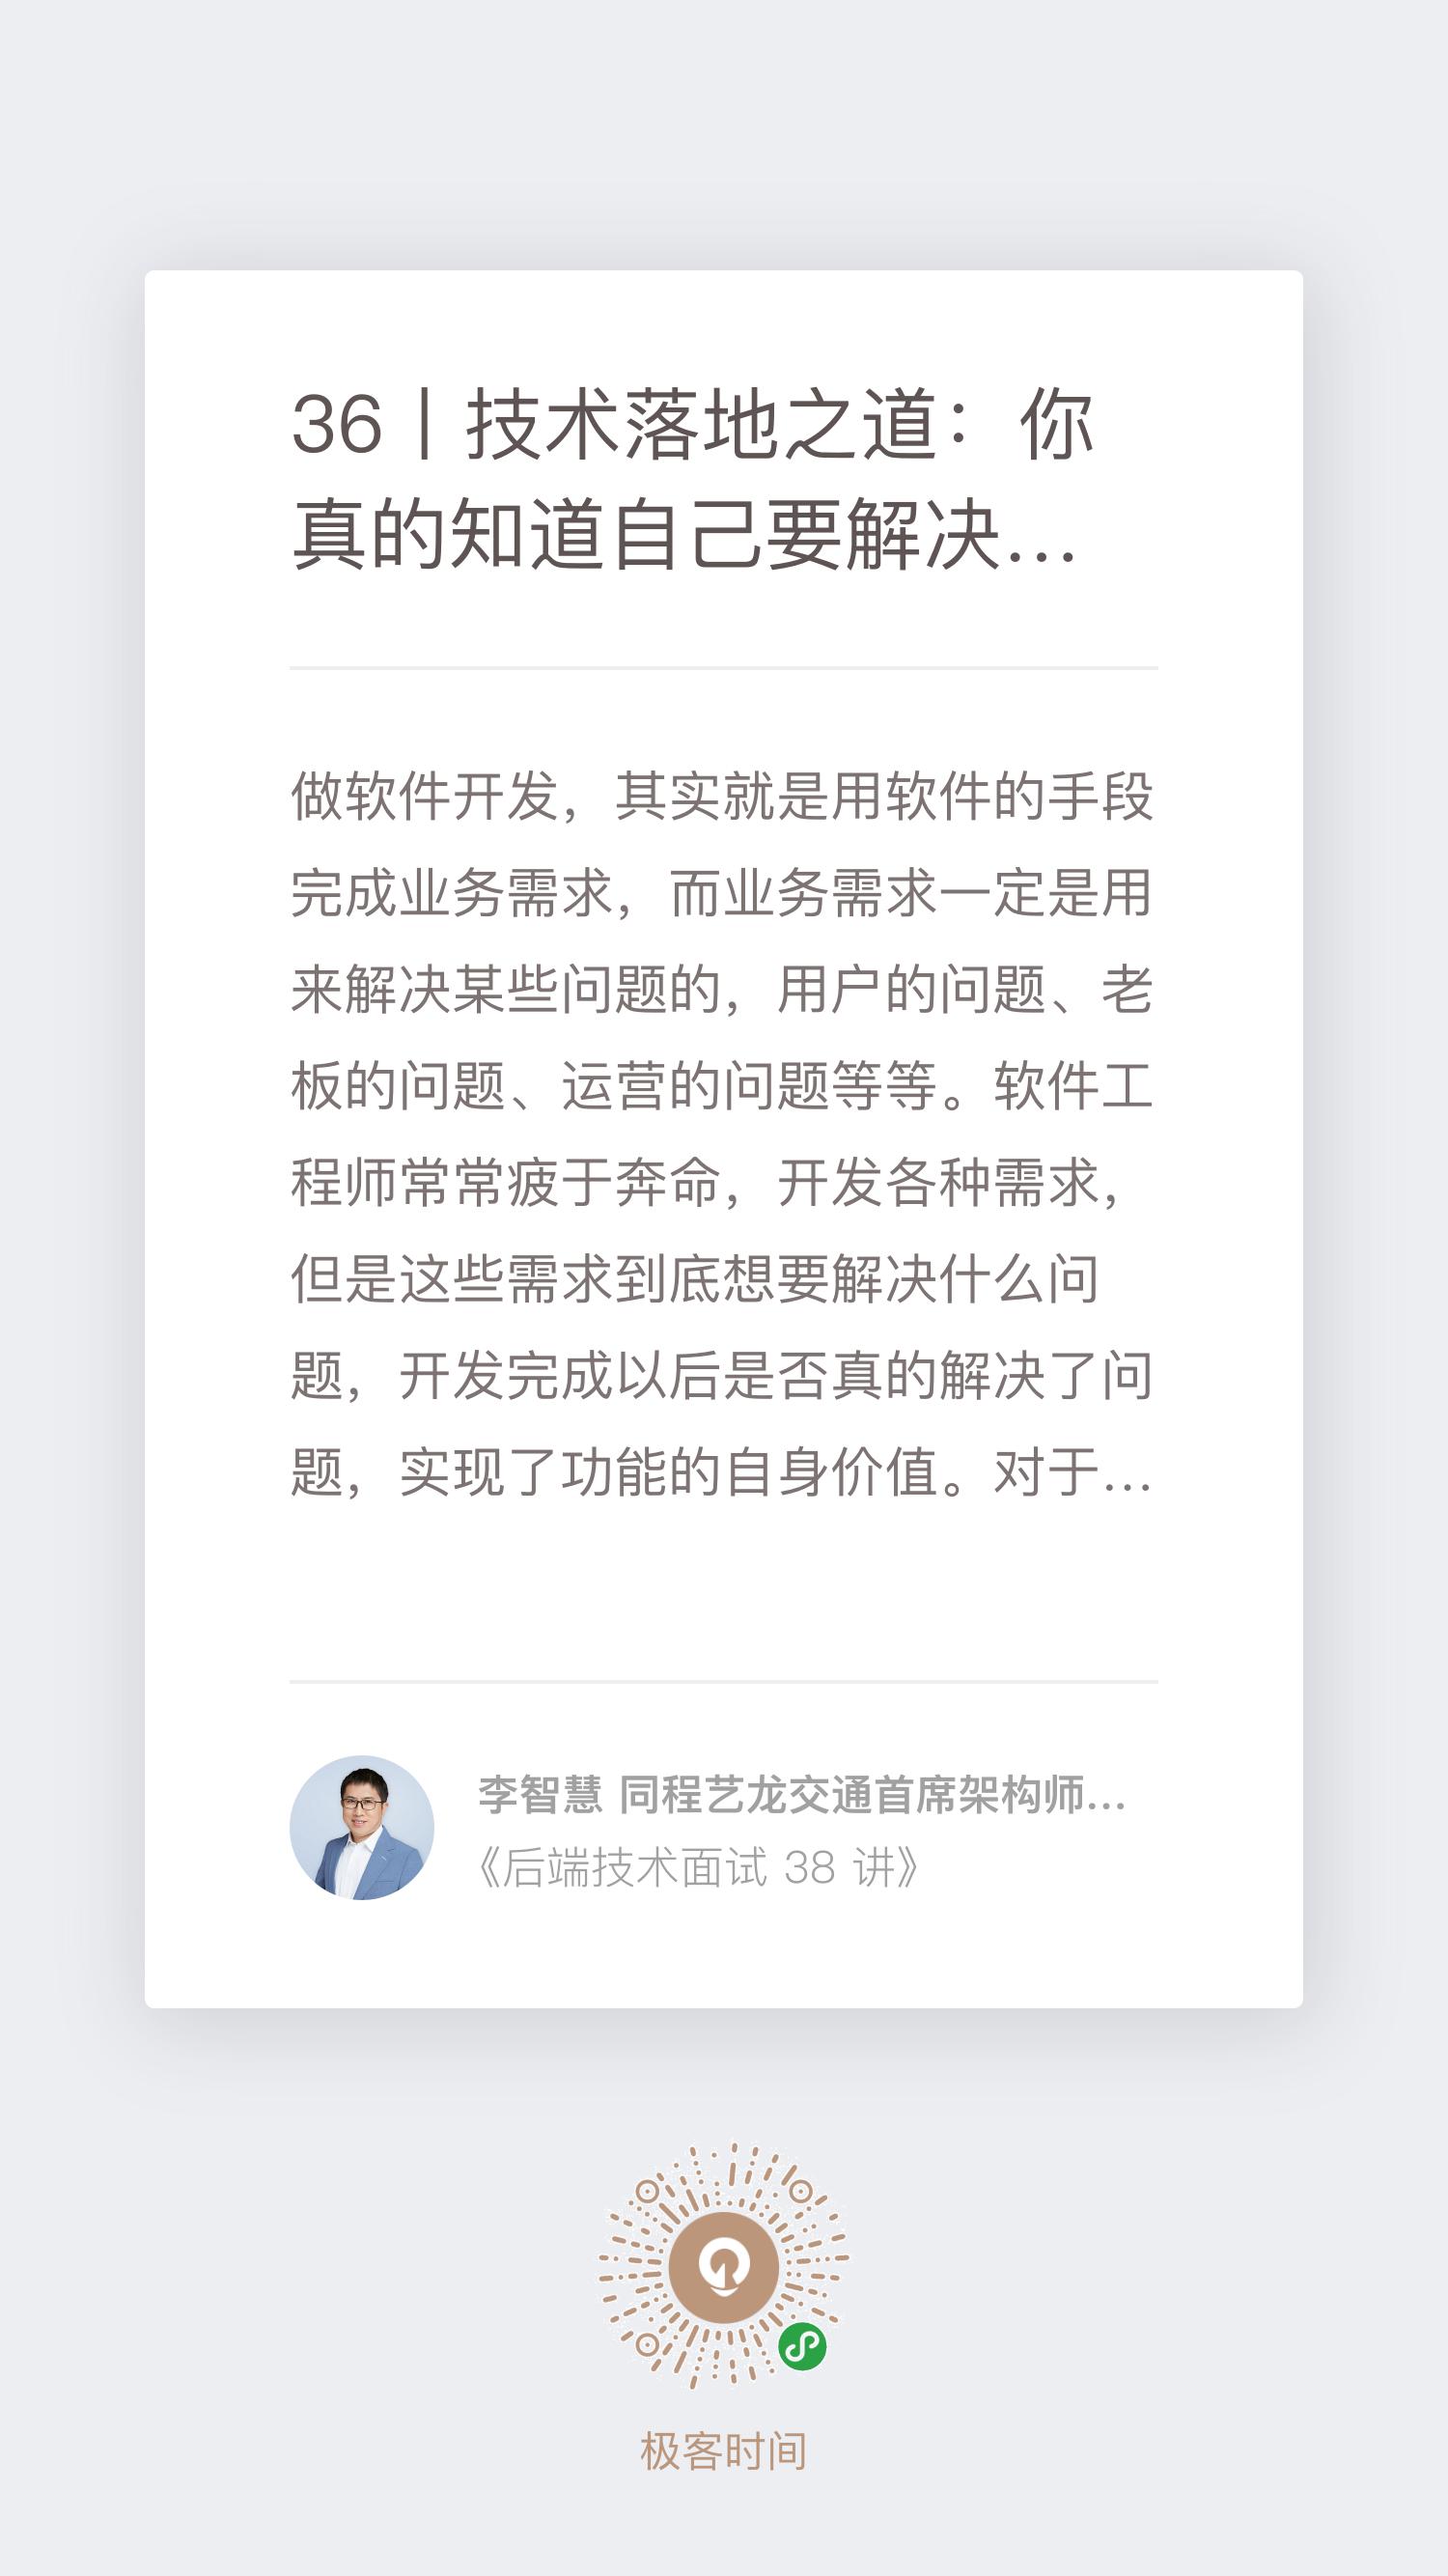 36丨技术落地之道：你
真的知道自己要解决...
做软件开发，其实就是用软件的手段
完成业务需求，而业务需求一定是用
来解决某些问题的，用户的问题、老
板的问题、运营的问题等等。软件工
程师常常疲于奔命，开发各种需求，
但是这些需求到底想要解决什么问
题，开发完成以后是否真的解决了问
题，实现了功能的自身价值。对于...
李智慧 同程艺龙交通首席架构师...
《后端技术面试 38 讲》
极客时间